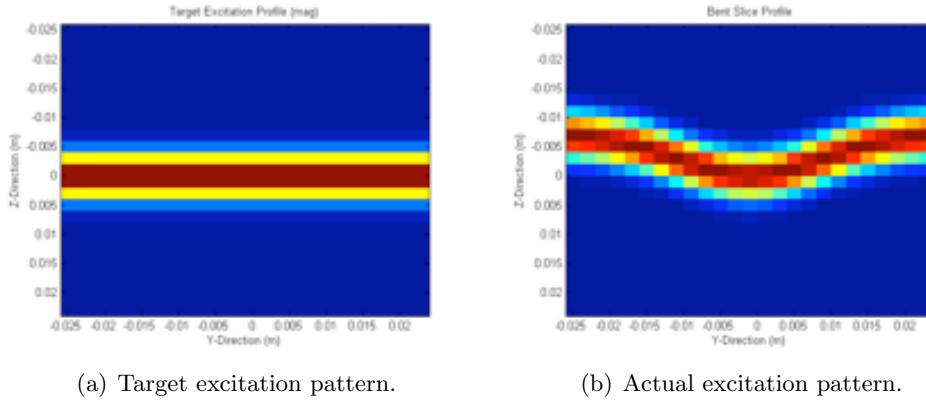 Target Excitation Profile (mag)
-0.025
-0.02
-0.015
-0.01
-0.005
0
0.005
0.01
0.015
0.02
Z-Direction (m)
-0.025 -0.02 -0.015 -0.01 -0.005 0 0.005 0.01 0.015 0.02
Y-Direction (m)
(a) Target excitation pattern.
Bent Slice Profile
-0.025
-0.02
-0.015
-0.01
-0.005
0
0.005
0.01
0.015
0.02
Z-Direction (m)
-0.025 -0.02 -0.015 -0.01 -0.005 0 0.005 0.01 0.015 0.02
Y-Direction (m)
(b) Actual excitation pattern.